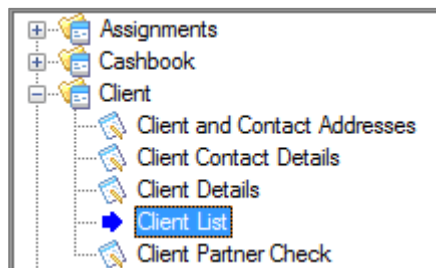 Assignments
Cashbook
Client
Client and Contact Addresses
Client Contact Details
Client Details
Client List
Client Partner Check